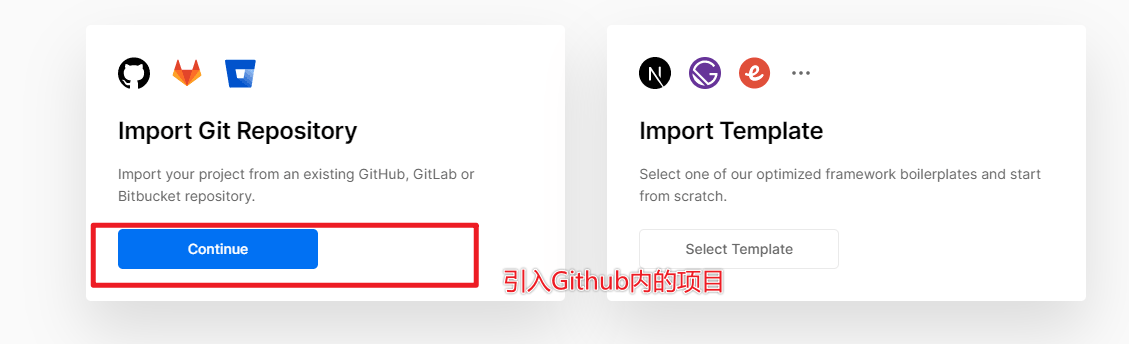 Import Git Repository
Import your project from an existing GitHub, GitLab or
Bitbucket repository.
Continue
Import Template
Select one of our optimized framework boilerplates and start
from scratch.
Select Template
引入Github内的项目